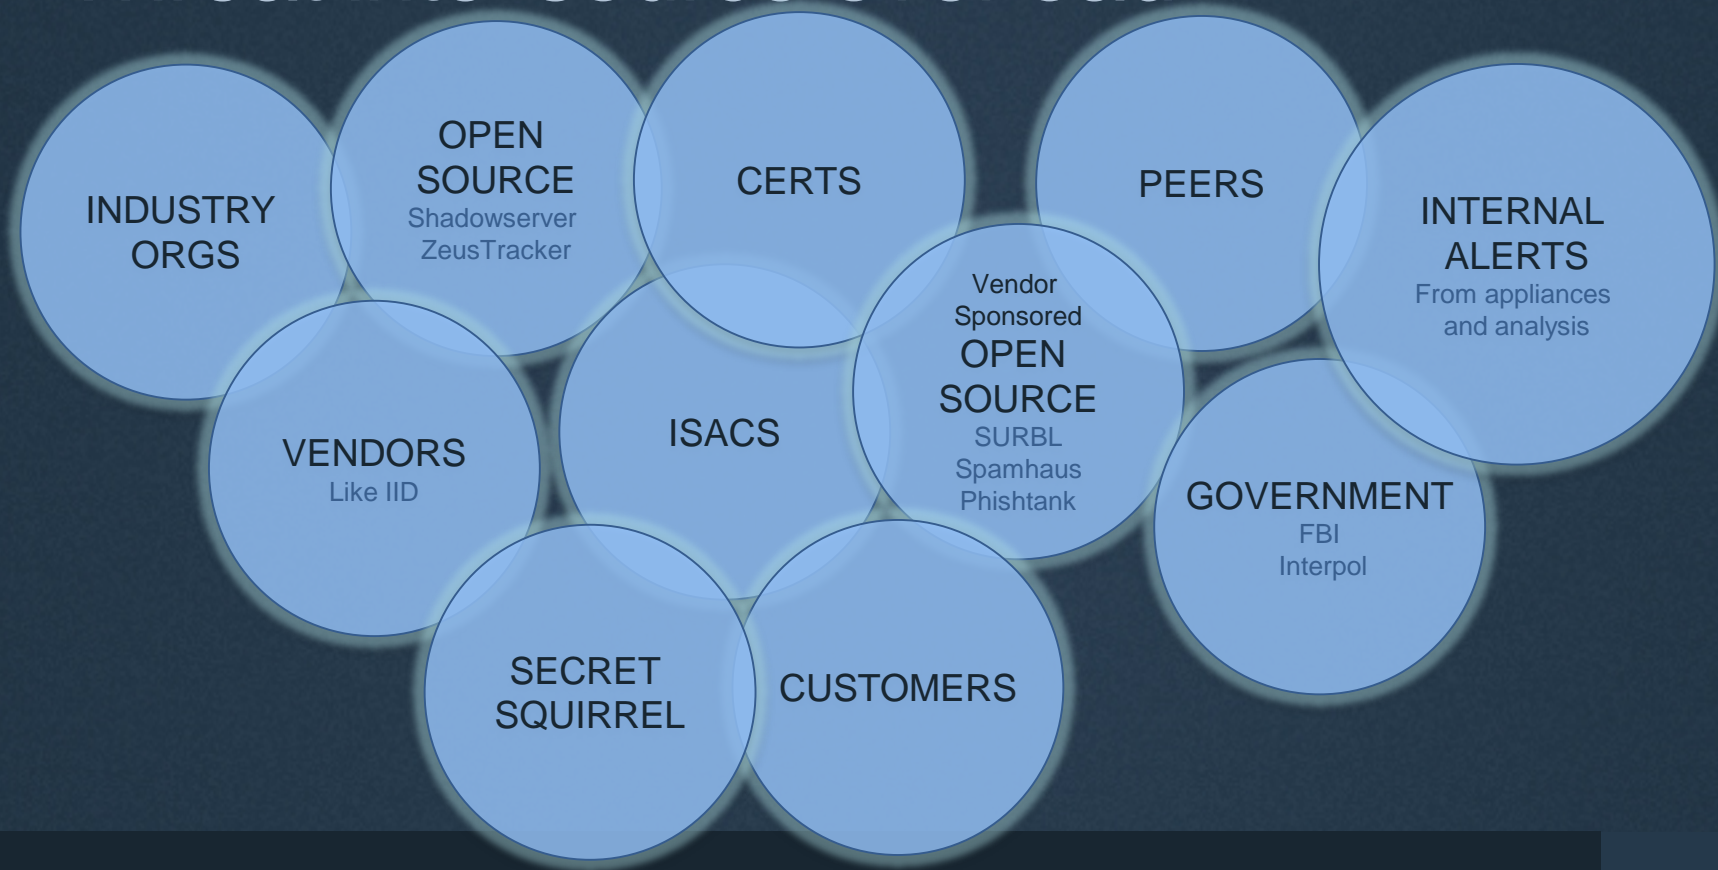 INDUSTRY
ORGS
OPEN
SOURCE
Shadowserver
ZeusTracker
CERTS
PEERS
INTERNAL
ALERTS
From appliances
and analysis
VENDORS
Like IID
ISACS
Vendor
Sponsored
OPEN
SOURCE
SURBL
Spamhaus
Phishtank
GOVERNMENT
FBI
Interpol
SECRET
SQUIRREL
CUSTOMERS